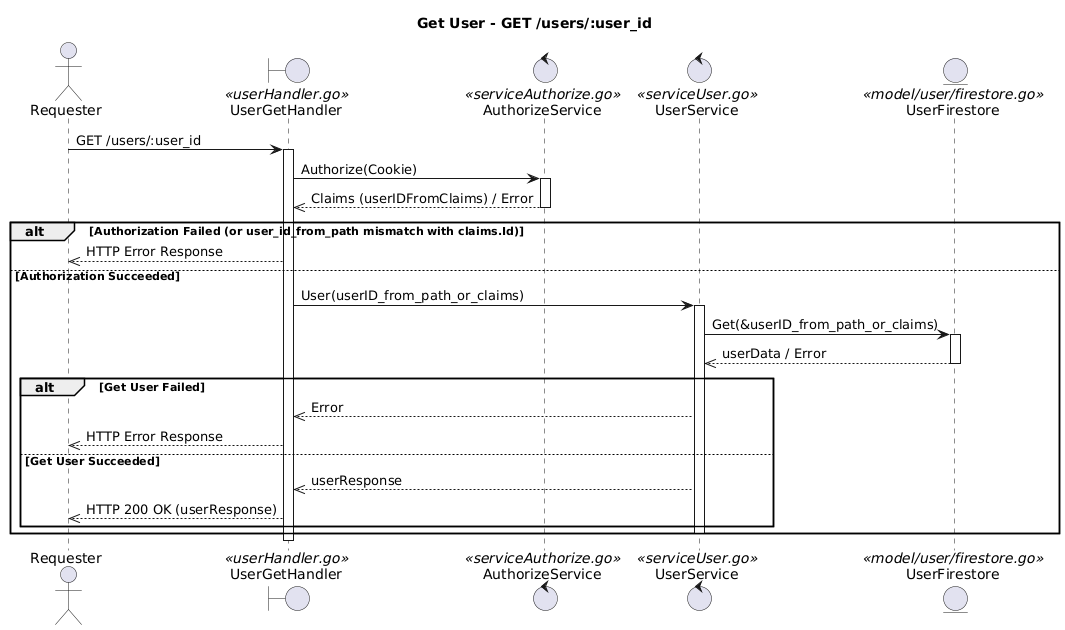 Get User - GET /users/:user_id
Requester
«userHandler.go»
UserGetHandler
«serviceAuthorize.go»
AuthorizeService
«serviceUser.go»
UserService
«model/user/firestore.go»
UserFirestore
GET /users/:user_id
Authorize(Cookie)
Claims (userIDFromClaims) / Error
alt [Authorization Failed (or user_id_from_path mismatch with claims.Id)]
HTTP Error Response
[Authorization Succeeded]
User(userID_from_path_or_claims)
Get(&userID_from_path_or_claims)
userData / Error
alt [Get User Failed]
Error
HTTP Error Response
[Get User Succeeded]
userResponse
HTTP 200 OK (userResponse)
Requester
«userHandler.go»
UserGetHandler
«serviceAuthorize.go»
AuthorizeService
«serviceUser.go»
UserService
«model/user/firestore.go»
UserFirestore